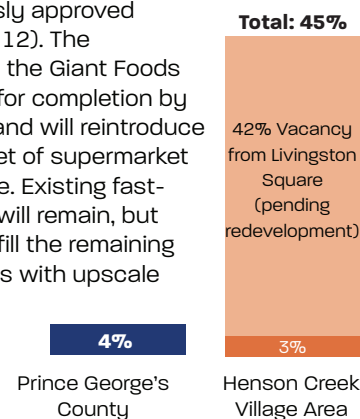 sly approved
12). The
the Giant Foods
for completion by
and will reintroduce
et of supermarket
e. Existing fast-
will remain, but
fill the remaining
s with upscale
Total: 45%
42% Vacancy
from Livingston
Square
(pending
redevelopment)
4%
3%
Prince George's
County
Henson Creek
Village Area